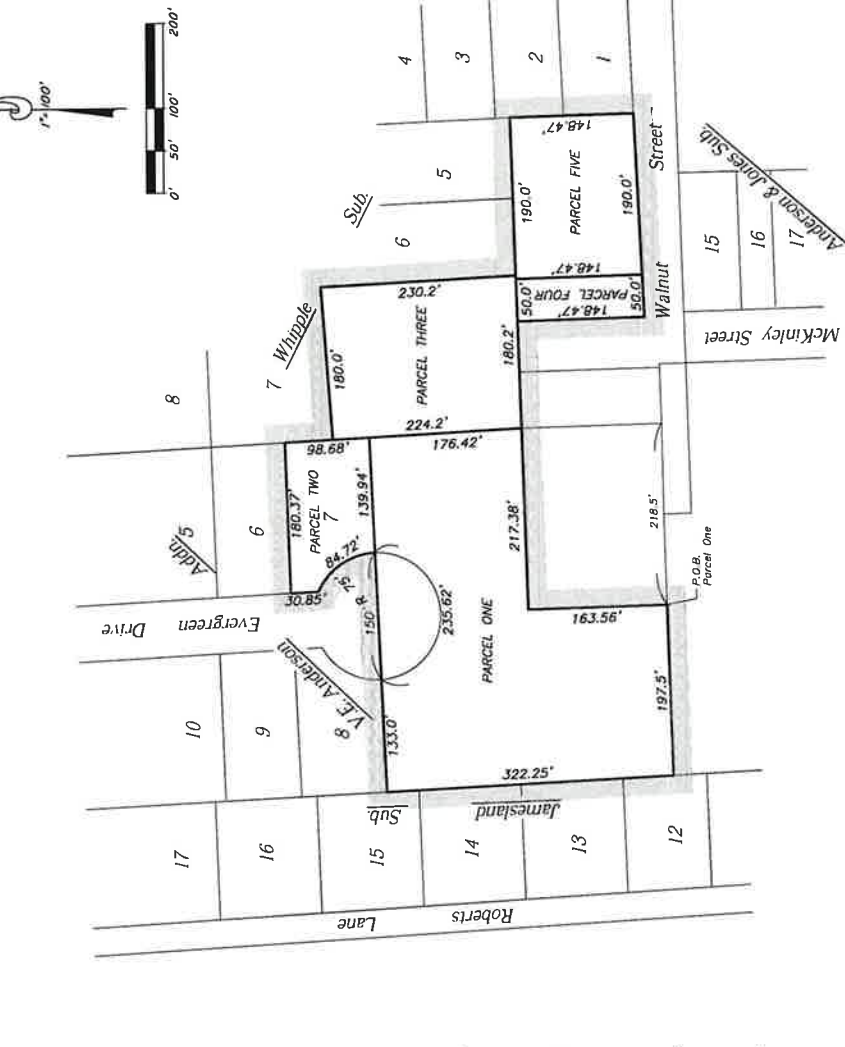 1"= 100'
0'
50'
100'
200'
4
3
2
1
5
6
Sub.
Whipple
7
8
Addn. 5
6
180.37'
PARCEL TWO
7
98.68'
139.94'
84.72'
30.85'
R 75'
150'
235.62'
Evergreen Drive
V.E. Anderson
10
9
8
133.0'
PARCEL ONE
176.42'
217.38'
163.56'
197.5'
322.25'
PARCEL THREE
230.2'
180.0'
224.2'
180.2'
PARCEL FOUR
50.0'
148.47'
50.0'
148.47'
PARCEL FIVE
190.0'
190.0'
148.47'
Walnut Street
Anderson & Jones Sub.
15
16
17
McKinley Street
218.5'
P.O.B.
Parcel One
Sub.
Jamesland
17
16
15
14
13
12
Roberts Lane